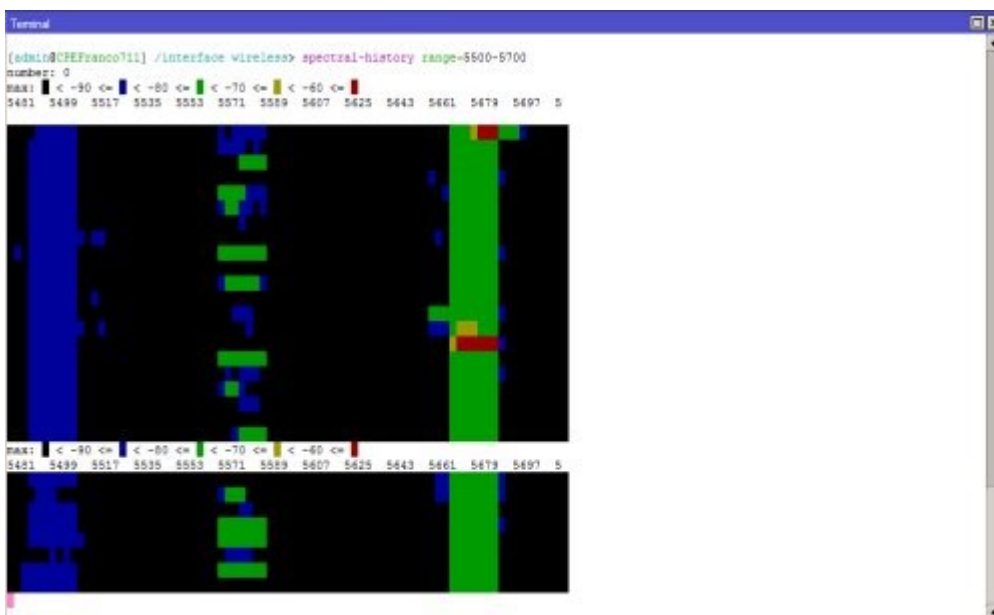 Terminal
[admin@CPEFranco711] /interface wireless> spectral-history range=5500-5700
number: 0
max: < -90 <= < -80 <= < -70 <= < -60 <=
5481 5499 5517 5535 5553 5571 5589 5607 5625 5643 5661 5679 5697 5
max: < -90 <= < -80 <= < -70 <= < -60 <=
5481 5499 5517 5535 5553 5571 5589 5607 5625 5643 5661 5679 5697 5